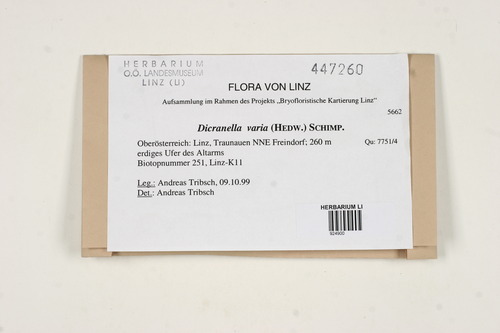 HERBARIUM
O.Ö. LANDESMUSEUM
LINZ (U)
447260
FLORA VON LINZ
Aufsammlung im Rahmen des Projekts „Bryofloristische Kartierung Linz“
5662
Dicranella varia (HEDW.) SCHIMP.
Oberösterreich: Linz, Traunauen NNE Freindorf; 260 m
Qu: 7751/4
erdiges Ufer des Altarms
Biotopnummer 251, Linz-K11
Leg.: Andreas Tribsch, 09.10.99
Det.: Andreas Tribsch
HERBARIUM LI
924900